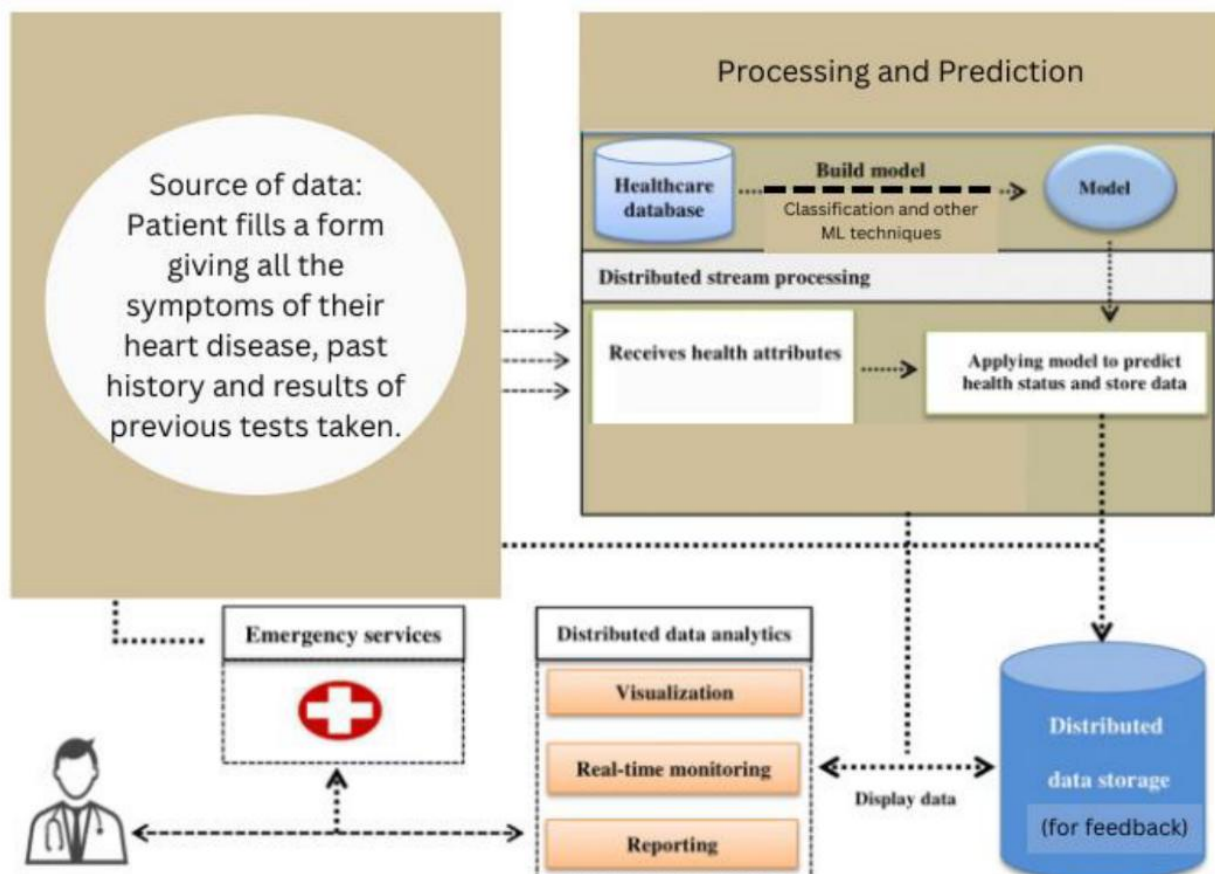 Source of data:
Patient fills a form
giving all the
symptoms of their
heart disease, past
history and results of
previous tests taken.
Processing and Prediction
Healthcare
database
Build model
Classification and other
ML techniques
Model
Distributed stream processing
Receives health attributes
Applying model to predict
health status and store data
Emergency services
Distributed data analytics
Visualization
Real-time monitoring
Reporting
Display data
Distributed
data storage
(for feedback)